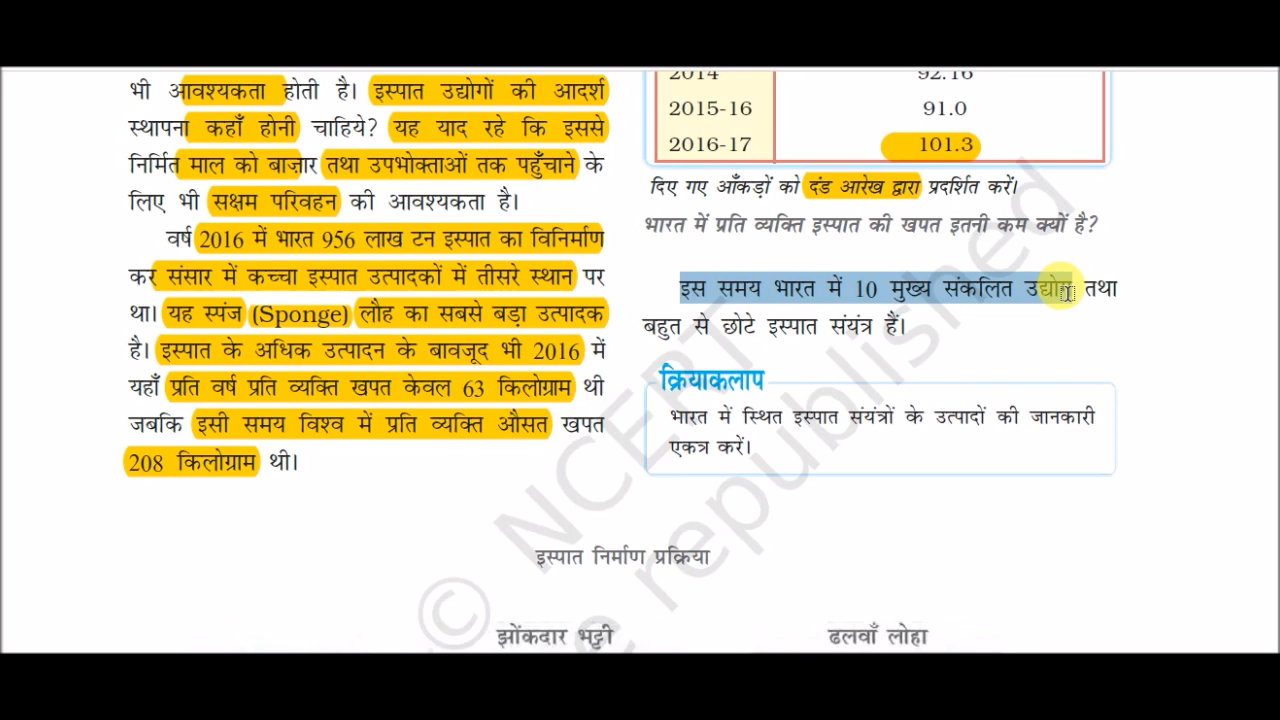 भी आवश्यकता होती है। इस्पात उद्योगों की आदर्श
स्थापना कहाँ होनी चाहिये? यह याद रहे कि इससे
निर्मित माल को बाज़ार तथा उपभोक्ताओं तक पहुँचाने के
लिए भी सक्षम परिवहन की आवश्यकता है।
वर्ष 2016 में भारत 956 लाख टन इस्पात का विनिर्माण
कर संसार में कच्चा इस्पात उत्पादकों में तीसरे स्थान पर
था। यह स्पंज (Sponge) लौह का सबसे बड़ा उत्पादक
है। इस्पात के अधिक उत्पादन के बावजूद भी 2016 में
यहाँ प्रति वर्ष प्रति व्यक्ति खपत केवल 63 किलोग्राम थी
जबकि इसी समय विश्व में प्रति व्यक्ति औसत खपत
208 किलोग्राम थी।
2014 92.16
2015-16 91.0
2016-17 101.3
दिए गए आँकड़ों को दंड आरेख द्वारा प्रदर्शित करें।
भारत में प्रति व्यक्ति इस्पात की खपत इतनी कम क्यों है?
इस समय भारत में 10 मुख्य संकलित उद्योग तथा
बहुत से छोटे इस्पात संयंत्र हैं।
क्रियाकलाप
भारत में स्थित इस्पात संयंत्रों के उत्पादों की जानकारी
एकत्र करें।
इस्पात निर्माण प्रक्रिया
झोंकदार भट्टी ढलवाँ लोहा
© NCERT
be republished